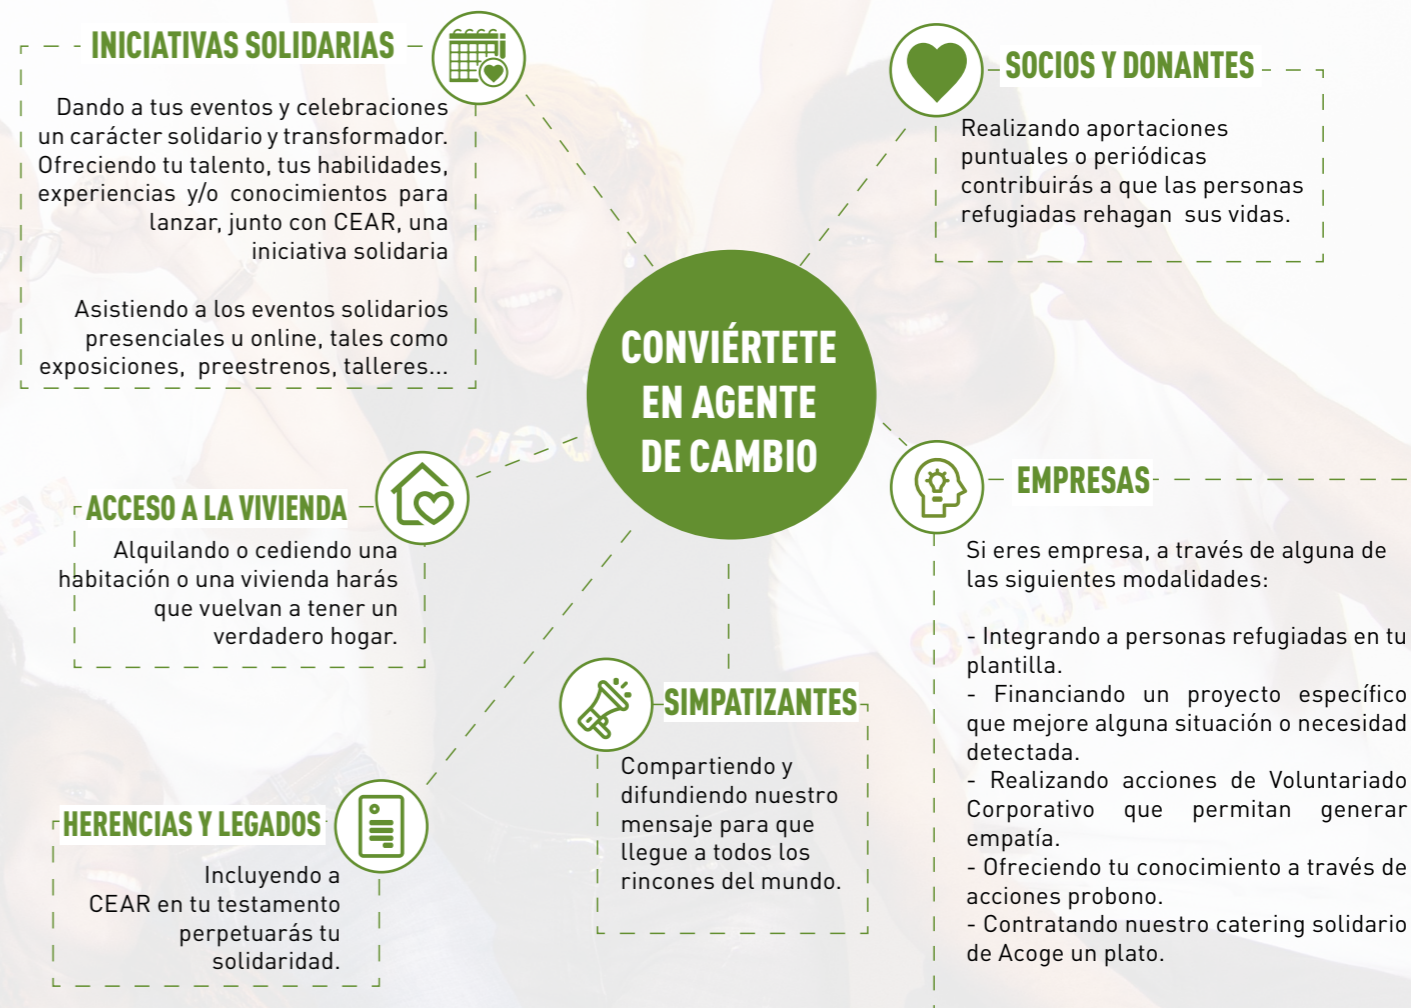 INICIATIVAS SOLIDARIAS
Dando a tus eventos y celebraciones
un carácter solidario y transformador.
Ofreciendo tu talento, tus habilidades,
experiencias y/o conocimientos para
lanzar, junto con CEAR, una
iniciativa solidaria
Asistiendo a los eventos solidarios
presenciales u online, tales como
exposiciones, preestrenos, talleres...
SOCIOS Y DONANTES
Realizando aportaciones
puntuales o periódicas
contribuirás a que las personas
refugiadas rehagan sus vidas.
CONVIÉRTETE
EN AGENTE
DE CAMBIO
ACCESO A LA VIVIENDA
Alquilando o cediendo una
habitación o una vivienda harás
que vuelvan a tener un
verdadero hogar.
EMPRESAS
Si eres empresa, a través de alguna de
las siguientes modalidades:
- Integrando a personas refugiadas en tu
plantilla.
- Financiando un proyecto específico
que mejore alguna situación o necesidad
detectada.
- Realizando acciones de Voluntariado
Corporativo que permitan generar
empatía.
- Ofreciendo tu conocimiento a través de
acciones probono.
- Contratando nuestro catering solidario
de Acoge un plato.
SIMPATIZANTES
Compartiendo y
difundiendo nuestro
mensaje para que
llegue a todos los
rincones del mundo.
HERENCIAS Y LEGADOS
Incluyendo a
CEAR en tu testamento
perpetuarás tu
solidaridad.